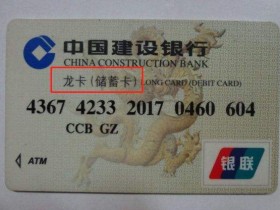 中国建设银行
CHINA CONSTRUCTION BANK
龙卡(储蓄卡) LONG CARD (DEBIT CARD)
4367 4233 2017 0460 604
CCB GZ
ATM
银联